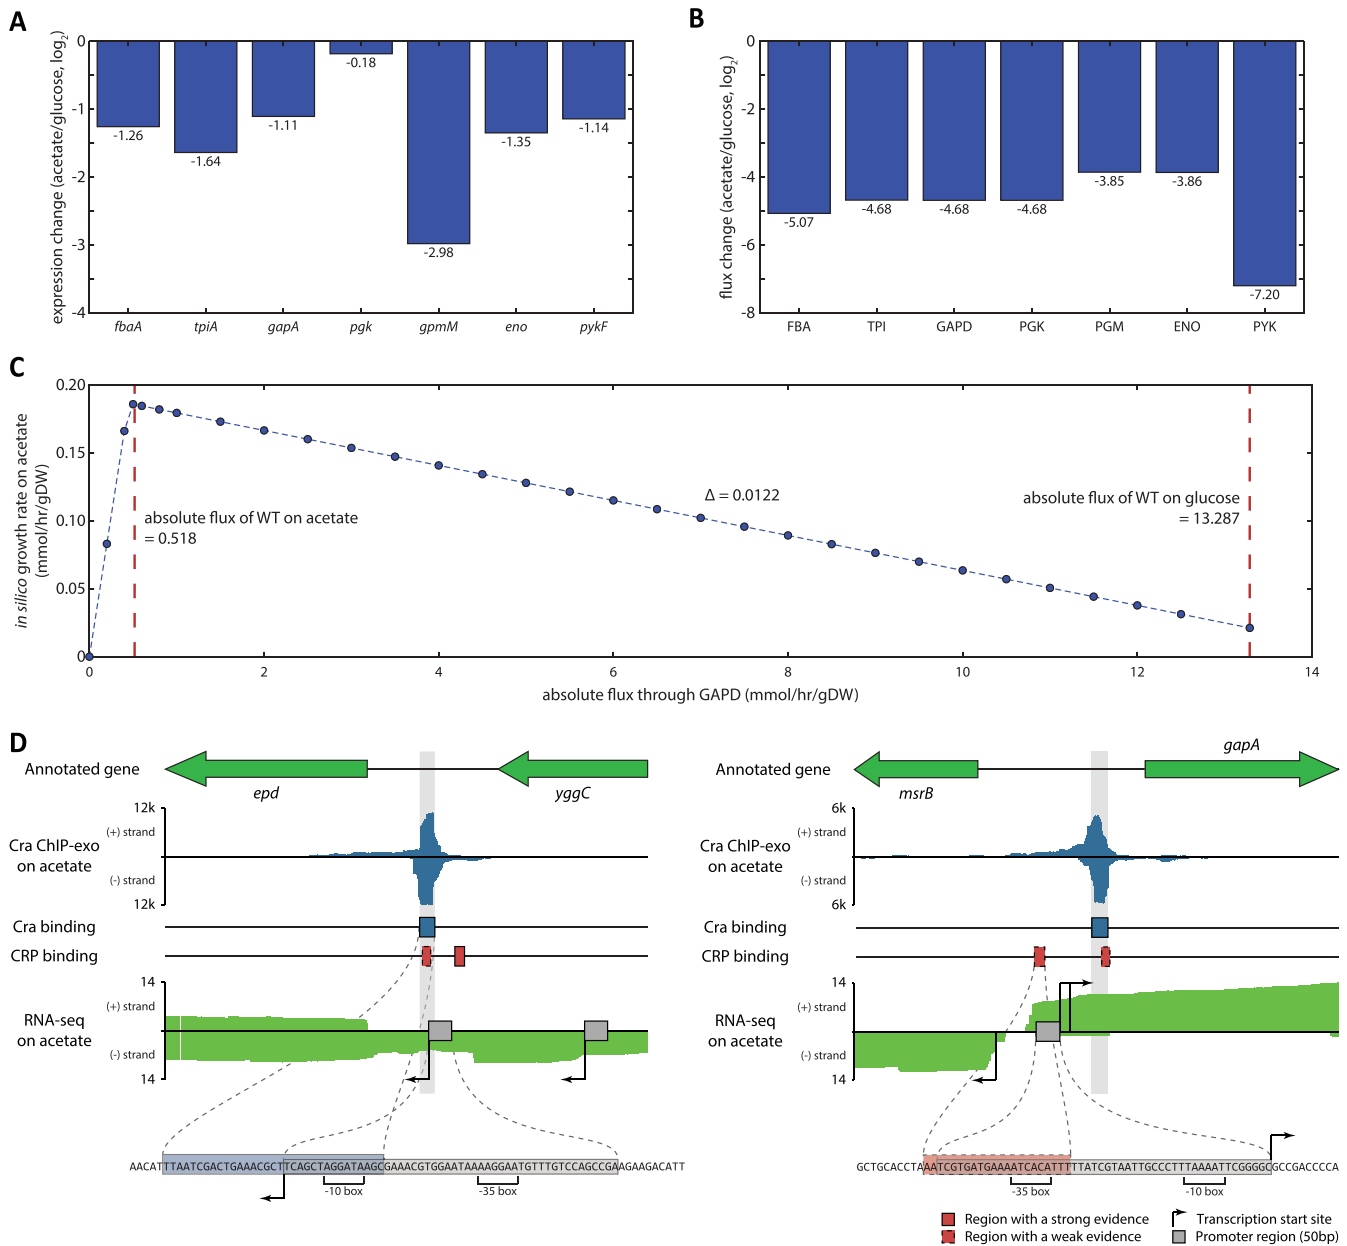 A
expression change (acetate/glucose, log2)
0
-1
-2
-3
-4
-1.26
-1.64
-1.11
-0.18
-2.98
-1.35
-1.14
fbaA tpiA gapA pgk gpmM eno pykF
B
flux change (acetate/glucose, log2)
0
-2
-4
-6
-8
-5.07
-4.68
-4.68
-4.68
-3.85
-3.86
-7.20
FBA TPI GAPD PGK PGM ENO PYK
C
in silico growth rate on acetate
(mmol/hr/gDW)
0.20
0.15
0.10
0.05
0
absolute flux of WT on acetate
= 0.518
Δ = 0.0122
absolute flux of WT on glucose
= 13.287
0 2 4 6 8 10 12 14
absolute flux through GAPD (mmol/hr/gDW)
D
Annotated gene
epd
yggC
12k
(+) strand
Cra ChIP-exo
on acetate
(-) strand
12k
Cra binding
CRP binding
14
(+) strand
RNA-seq
on acetate
(-) strand
14
AACATTTAATCGACTGAAACGCTTCAGCTAGGATAAGCGAAACGTGGAATAAAAGGAATGTTTGTCCAGCCGAAGAAGACATT
-10 box
-35 box
gapA
Annotated gene
msrB
6k
(+) strand
Cra ChIP-exo
on acetate
(-) strand
6k
Cra binding
CRP binding
14
(+) strand
RNA-seq
on acetate
(-) strand
14
GCTGCACCTAAATCGTGATGAAAATCACATTTTTATCGTAATTGCCCTTTAAAATTCGGGGCGCCGACCCCA
-35 box
-10 box
Region with a strong evidence
Transcription start site
Region with a weak evidence
Promoter region (50bp)